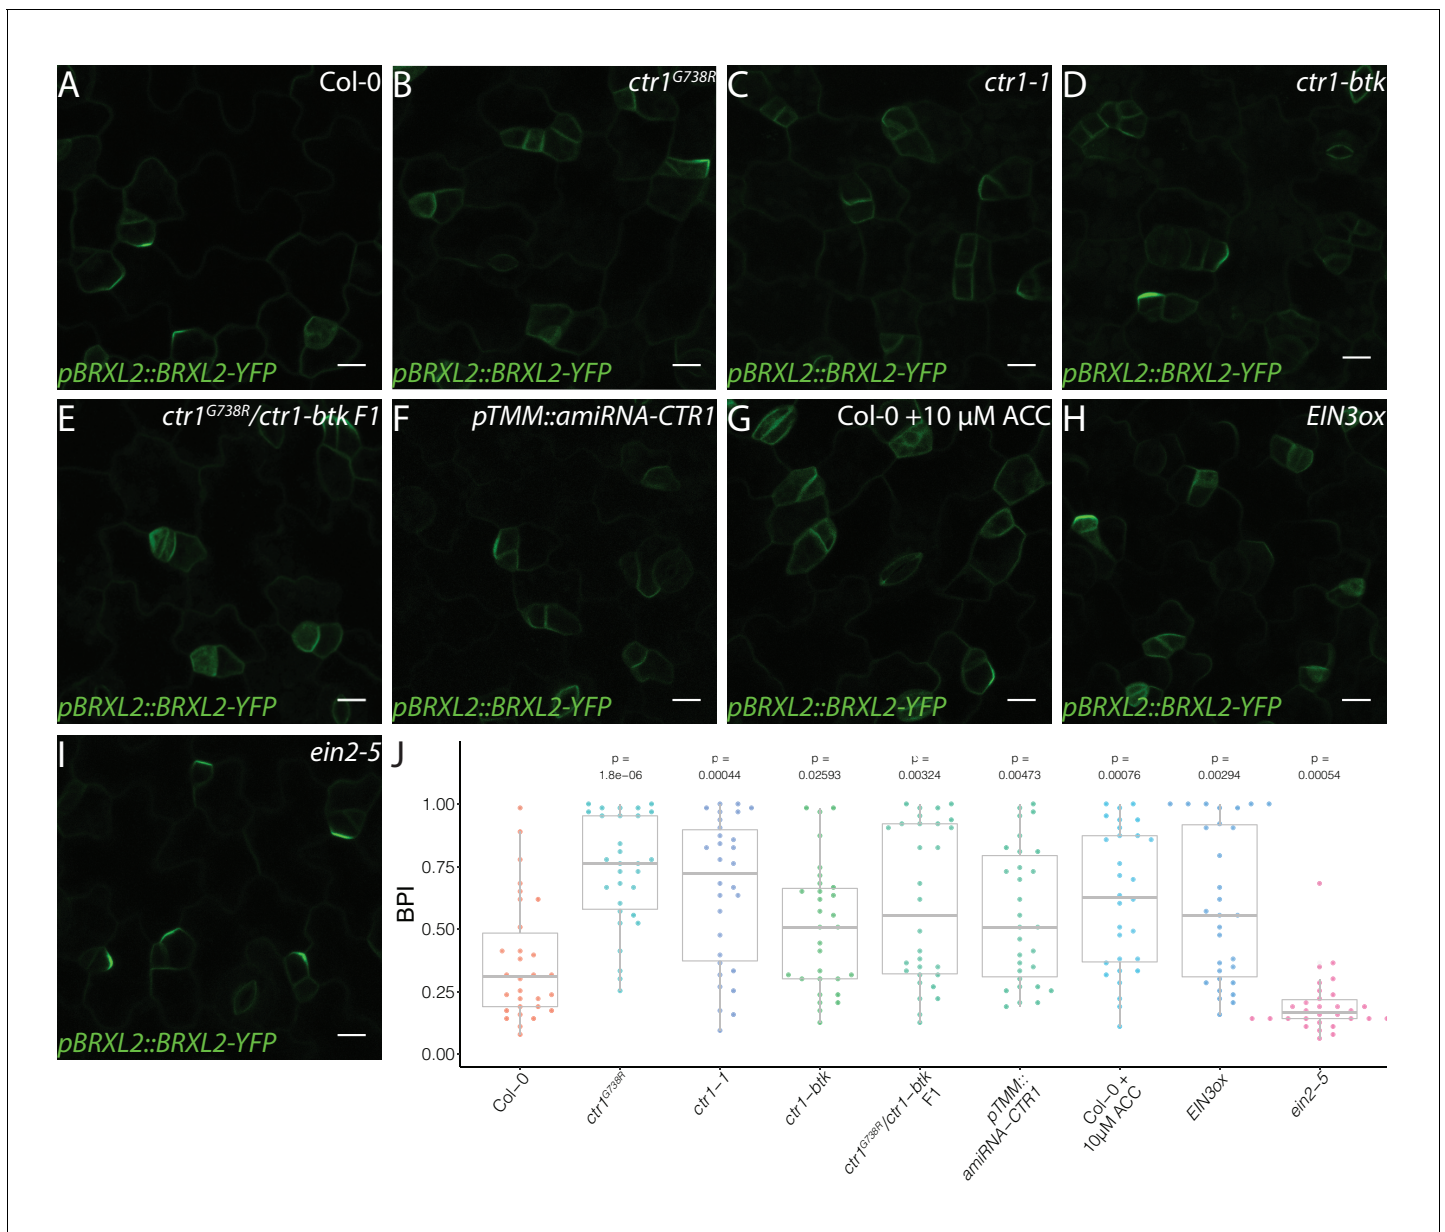 A Col-0
pBRXL2::BRXL2-YFP
B ctr1G738R
pBRXL2::BRXL2-YFP
C ctr1-1
pBRXL2::BRXL2-YFP
D ctr1-btk
pBRXL2::BRXL2-YFP
E ctr1G738R/ctr1-btk F1
pBRXL2::BRXL2-YFP
F pTMM::amiRNA-CTR1
pBRXL2::BRXL2-YFP
G Col-0 +10 µM ACC
pBRXL2::BRXL2-YFP
H EIN3ox
pBRXL2::BRXL2-YFP
I ein2-5
pBRXL2::BRXL2-YFP
J
p =
1.8e-06
p =
0.00044
p =
0.02593
p =
0.00324
p =
0.00473
p =
0.00076
p =
0.00294
p =
0.00054
BPI
1.00
0.75
0.50
0.25
0.00
Col-0
ctr1G738R
ctr1-1
ctr1-btk
ctr1G738R/ctr1-btk
F1
pTMM::
amiRNA-CTR1
Col-0 +
10µM ACC
EIN3ox
ein2-5